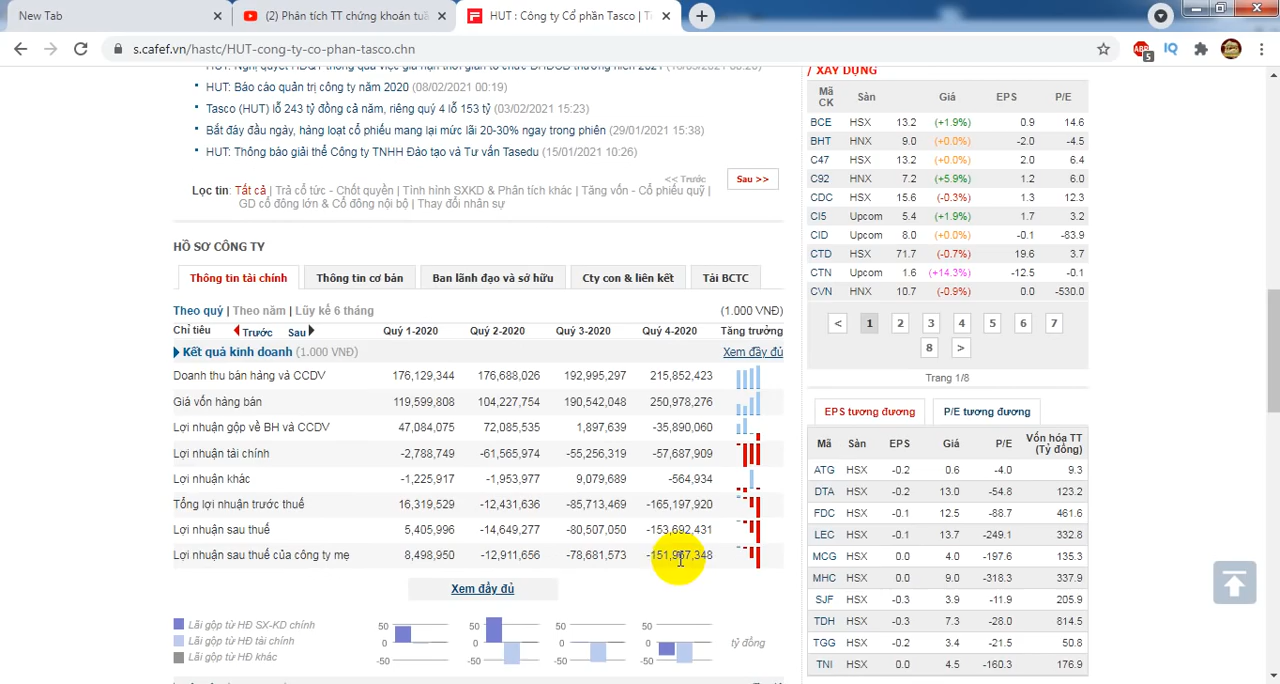 New Tab
(2) Phân tích TT chứng khoán tuầ
HUT : Công ty Cổ phần Tasco | T
s.cafef.vn/hastc/HUT-cong-ty-co-phan-tasco.chn
HUT: Báo cáo quản trị công ty năm 2020 (08/02/2021 00:19)
Tasco (HUT) lỗ 243 tỷ đồng cả năm, riêng quý 4 lỗ 153 tỷ (03/02/2021 15:23)
Bắt đáy đầu ngày, hàng loạt cổ phiếu mang lại mức lãi 20-30% ngay trong phiên (29/01/2021 15:38)
HUT: Thông báo giải thể Công ty TNHH Đào tạo và Tư vấn Tasedu (15/01/2021 10:26)
<< Trước Sau >>
Lọc tin: Tất cả | Trả cổ tức - Chốt quyền | Tình hình SXKD & Phân tích khác | Tăng vốn - Cổ phiếu quỹ |
GD cổ đông lớn & Cổ đông nội bộ | Thay đổi nhân sự
HỒ SƠ CÔNG TY
Thông tin tài chính Thông tin cơ bản Ban lãnh đạo và sở hữu Cty con & liên kết Tải BCTC
Theo quý | Theo năm | Lũy kế 6 tháng (1.000 VNĐ)
Chỉ tiêu Trước Sau Quý 1-2020 Quý 2-2020 Quý 3-2020 Quý 4-2020 Tăng trưởng
Kết quả kinh doanh (1.000 VNĐ) Xem đầy đủ
Doanh thu bán hàng và CCDV 176,129,344 176,688,026 192,995,297 215,852,423
Giá vốn hàng bán 119,599,808 104,227,754 190,542,048 250,978,276
Lợi nhuận gộp về BH và CCDV 47,084,075 72,085,535 1,897,639 -35,890,060
Lợi nhuận tài chính -2,788,749 -61,565,974 -55,256,319 -57,687,909
Lợi nhuận khác -1,225,917 -1,953,977 9,079,689 -564,934
Tổng lợi nhuận trước thuế 16,319,529 -12,431,636 -85,713,469 -165,197,920
Lợi nhuận sau thuế 5,405,996 -14,649,277 -80,507,050 -153,692,431
Lợi nhuận sau thuế của công ty mẹ 8,498,950 -12,911,656 -78,681,573
Xem đầy đủ
Lãi gộp từ HĐ SX-KD chính
Lãi gộp từ HĐ tài chính
Lãi gộp từ HĐ khác
50 50 50 50
0 0 0 0 tỷ đồng
-50 -50 -50 -50
/ XÂY DỰNG
Mã CK Sàn Giá EPS P/E
BCE HSX 13.2 (+1.9%) 0.9 14.6
BHT HNX 9.0 (+0.0%) -2.0 -4.5
C47 HSX 13.2 (+0.0%) 2.0 6.4
C92 HNX 7.2 (+5.9%) 1.2 6.0
CDC HSX 15.6 (-0.3%) 1.3 12.3
CI5 Upcom 5.4 (+1.9%) 1.7 3.2
CID Upcom 8.0 (+0.0%) -0.1 -83.9
CTD HSX 71.7 (-0.7%) 19.6 3.7
CTN Upcom 1.6 (+14.3%) -12.5 -0.1
CVN HNX 10.7 (-0.9%) 0.0 -530.0
< 1 2 3 4 5 6 7
8 >
Trang 1/8
EPS tương đương P/E tương đương
Mã Sàn EPS Giá P/E Vốn hóa TT (Tỷ đồng)
ATG HSX -0.2 0.6 -4.0 9.3
DTA HSX -0.2 13.0 -54.8 123.2
FDC HSX -0.1 12.5 -88.7 461.6
LEC HSX -0.1 13.7 -249.1 332.8
MCG HSX 0.0 4.0 -197.6 135.3
MHC HSX 0.0 9.0 -318.3 337.9
SJF HSX -0.3 3.9 -11.9 205.9
TDH HSX -0.3 7.3 -28.0 814.5
TGG HSX -0.2 3.4 -21.5 50.8
TNI HSX 0.0 4.5 -160.3 176.9